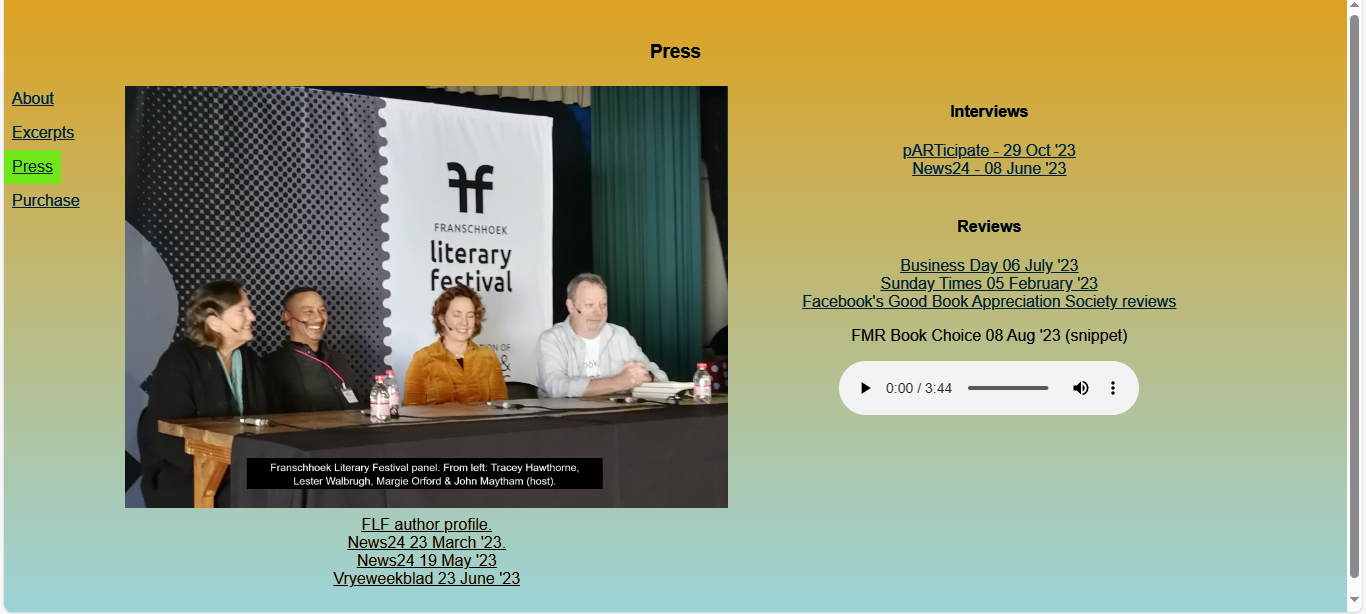 Press
About
Excerpts
Press
Purchase
FRANSCHHOEK
literary
festival
Franschhoek Literary Festival panel. From left: Tracey Hawthorne,
Lester Walbrugh, Margie Orford & John Maytham (host).
FLF author profile.
News24 23 March '23.
News24 19 May '23
Vryeweekblad 23 June '23
Interviews
pARTicipate - 29 Oct '23
News24 - 08 June '23
Reviews
Business Day 06 July '23
Sunday Times 05 February '23
Facebook's Good Book Appreciation Society reviews
FMR Book Choice 08 Aug '23 (snippet)
0:00 / 3:44